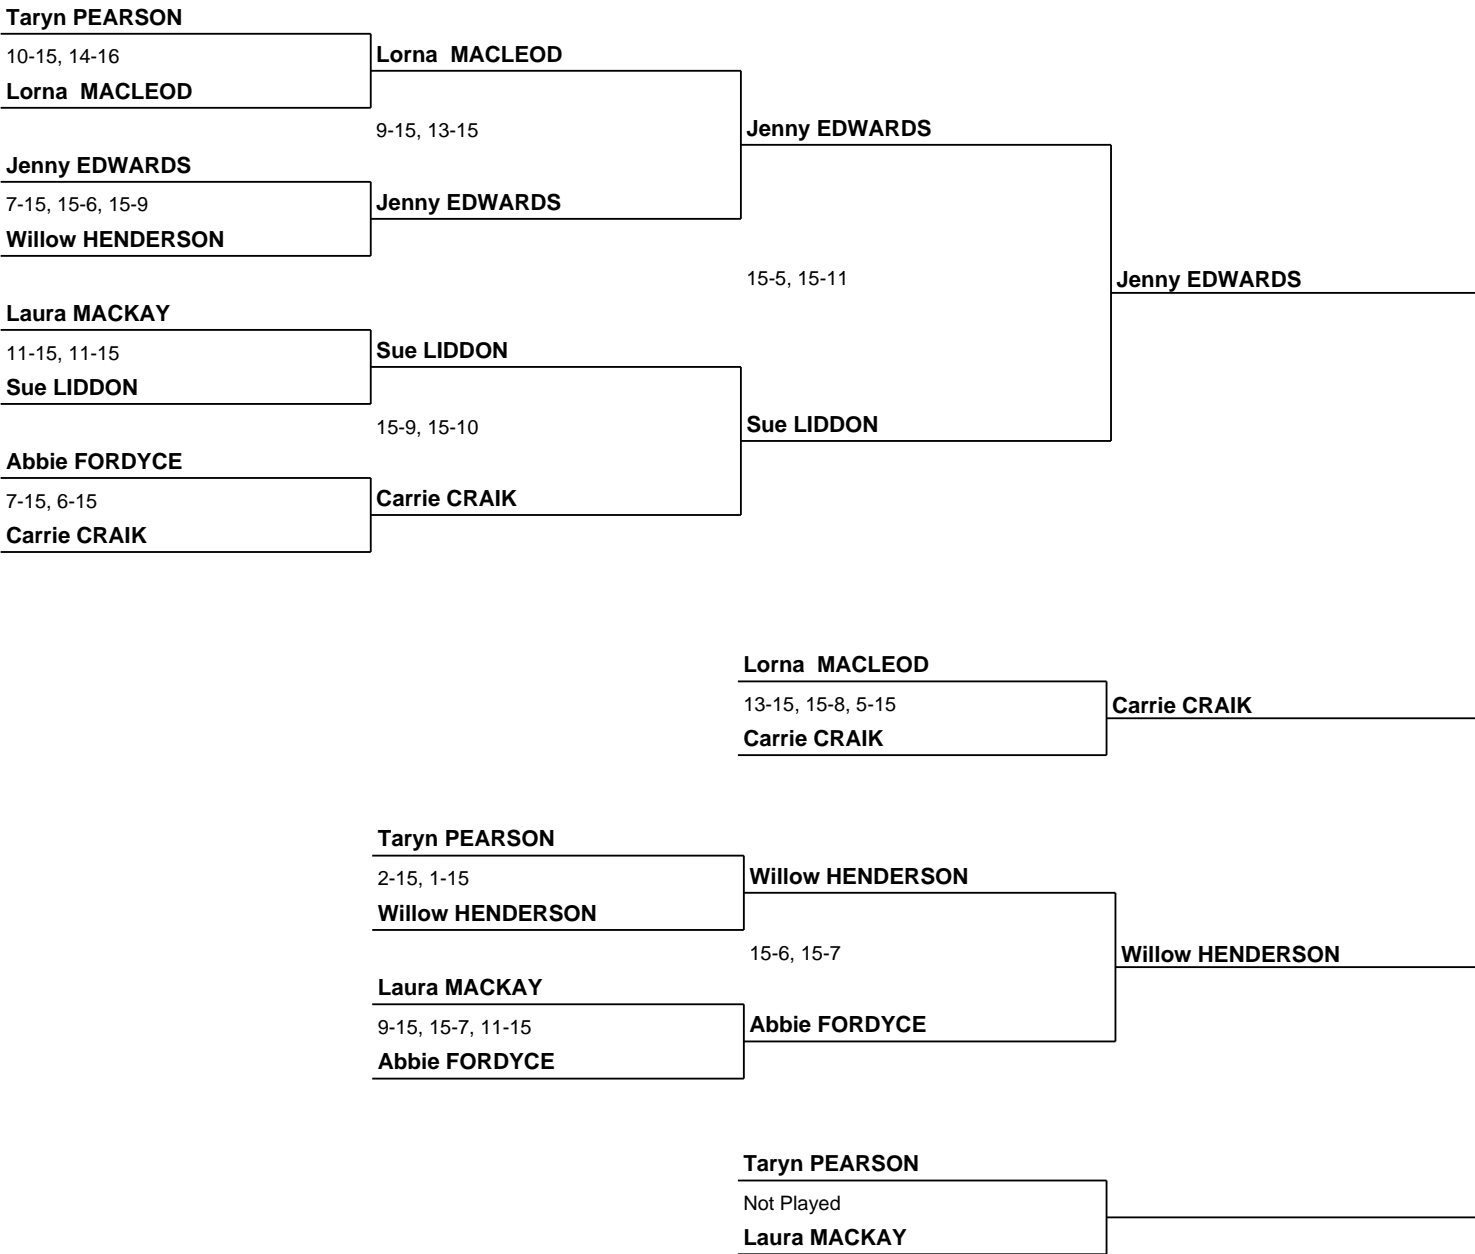 Taryn PEARSON
10-15, 14-16
Lorna  MACLEOD
Lorna  MACLEOD
9-15, 13-15
Jenny EDWARDS
Jenny EDWARDS
7-15, 15-6, 15-9
Jenny EDWARDS
Willow HENDERSON
15-5, 15-11
Jenny EDWARDS
Laura MACKAY
11-15, 11-15
Sue LIDDON
Sue LIDDON
15-9, 15-10
Sue LIDDON
Abbie FORDYCE
7-15, 6-15
Carrie CRAIK
Carrie CRAIK
Lorna  MACLEOD
13-15, 15-8, 5-15
Carrie CRAIK
Carrie CRAIK
Taryn PEARSON
2-15, 1-15
Willow HENDERSON
Willow HENDERSON
15-6, 15-7
Willow HENDERSON
Laura MACKAY
9-15, 15-7, 11-15
Abbie FORDYCE
Abbie FORDYCE
Taryn PEARSON
Not Played
Laura MACKAY